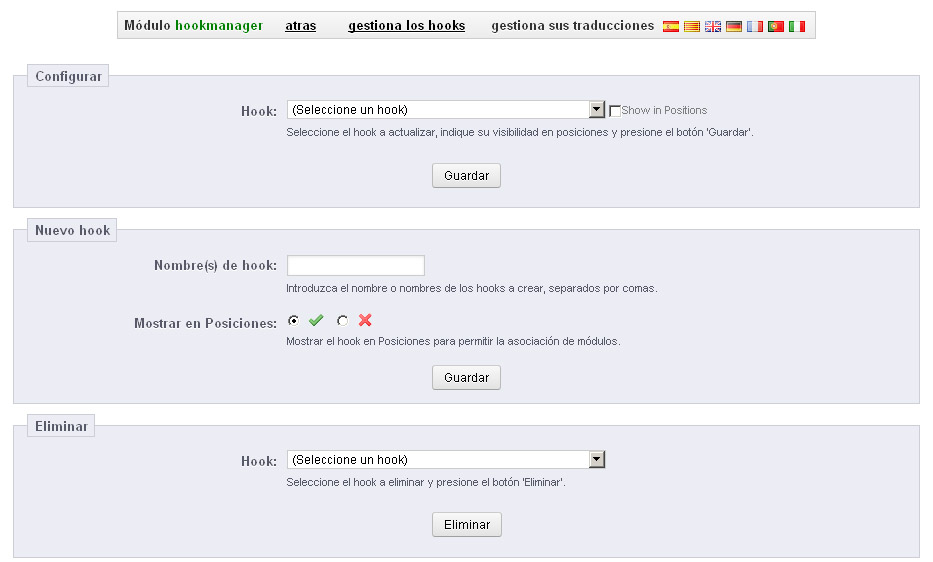 Módulo hookmanager atras gestiona los hooks gestiona sus traducciones
Configurar
Hook: (Seleccione un hook) Show in Positions
Seleccione el hook a actualizar, indique su visibilidad en posiciones y presione el botón 'Guardar'.
Guardar
Nuevo hook
Nombre(s) de hook:
Introduzca el nombre o nombres de los hooks a crear, separados por comas.
Mostrar en Posiciones:
Mostrar el hook en Posiciones para permitir la asociación de módulos.
Guardar
Eliminar
Hook: (Seleccione un hook)
Seleccione el hook a eliminar y presione el botón 'Eliminar'.
Eliminar